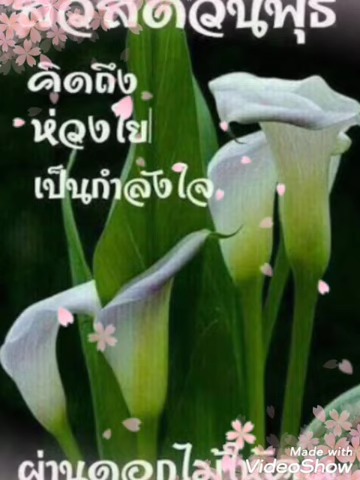 สวัสดีวันพุธ
คิดถึง
ห่วงใย
เป็นกำลังใจ
ผ่านดอกไม้
Made with
VideoShow